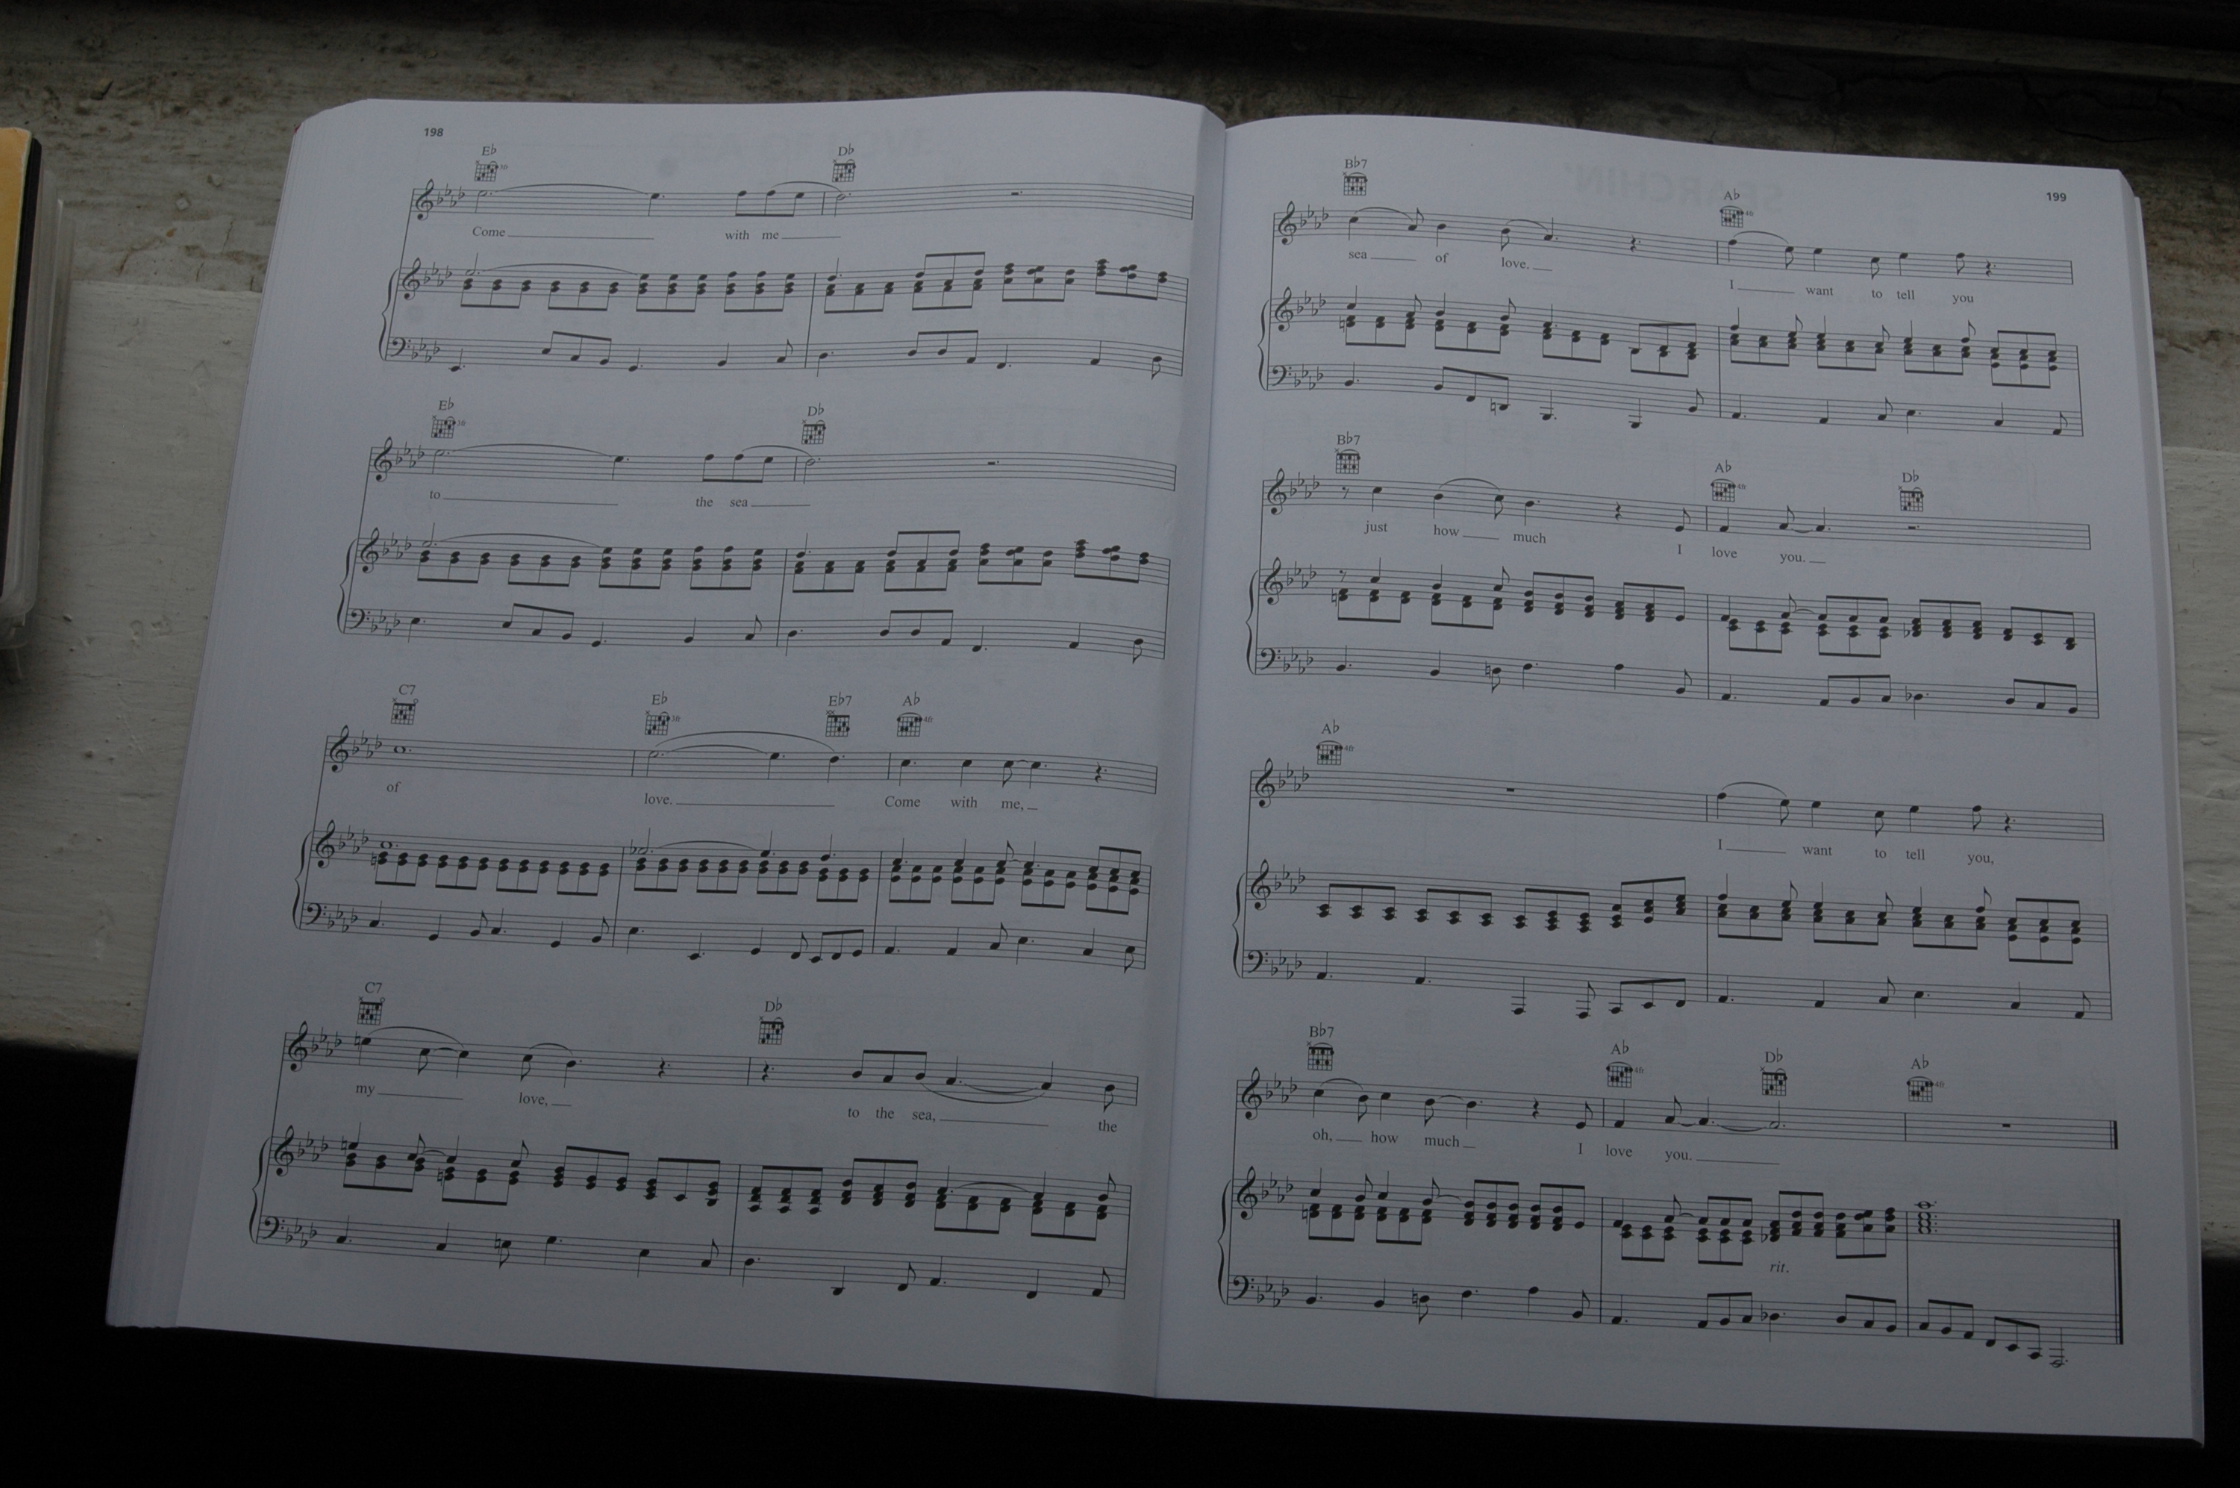 198
E♭ D♭
Come with me
E♭ D♭
to the sea
C7 E♭ E♭7 A♭
of love. Come with me,
C7 D♭
my love, to the sea, the
199
B♭7 A♭
sea of love. I want to tell you
B♭7 A♭ D♭
just how much I love you.
A♭
I want to tell you,
B♭7 A♭ D♭ A♭
oh, how much I love you.
rit.